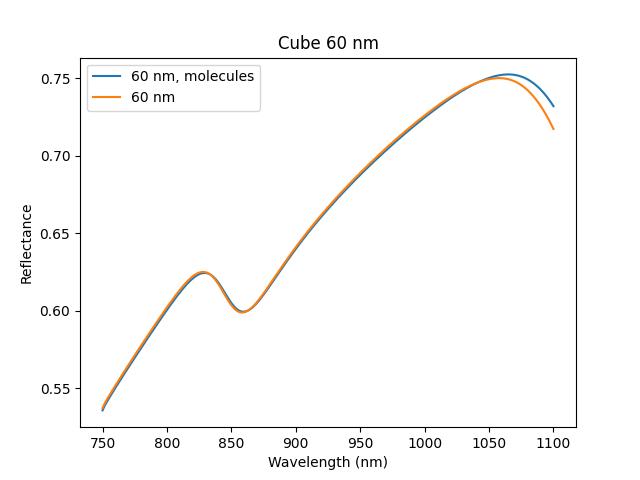 Cube 60 nm
60 nm, molecules
60 nm
0.75
0.70
0.65
0.60
0.55
Reflectance
750 800 850 900 950 1000 1050 1100
Wavelength (nm)